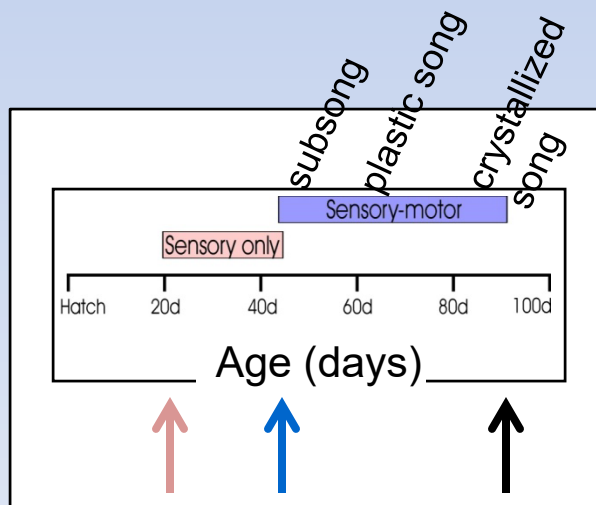 subsong
plastic song
crystallized
song
Sensory-motor
Sensory only
Hatch 20d 40d 60d 80d 100d
Age (days)